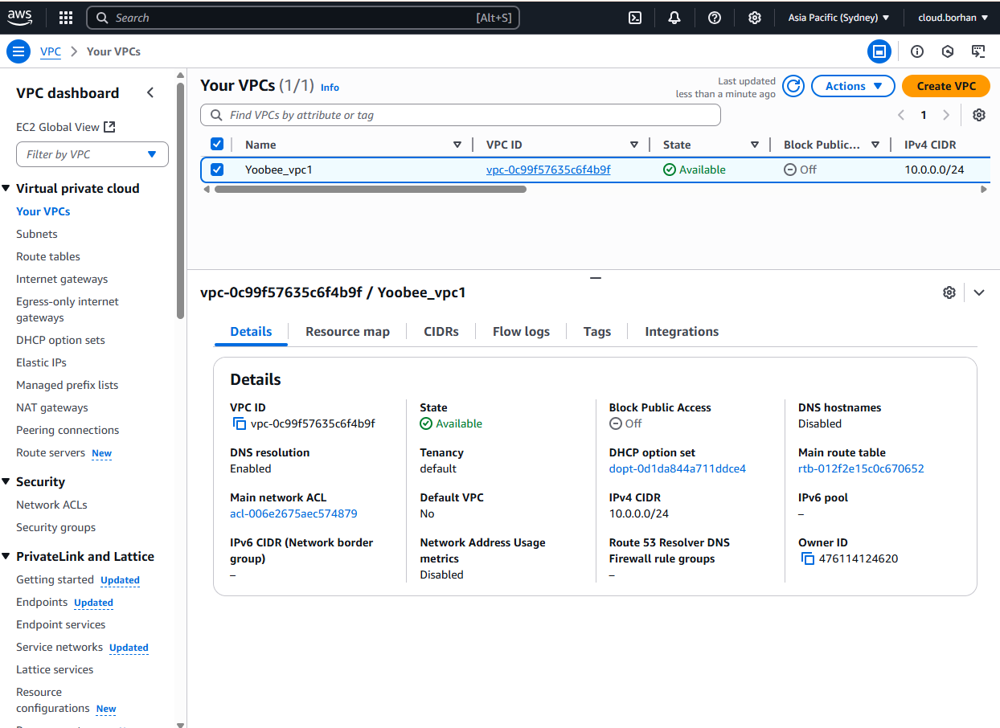 aws
Search [Alt+S]
Asia Pacific (Sydney)
cloud.borhan
VPC
Your VPCs
VPC dashboard
EC2 Global View
Filter by VPC
Virtual private cloud
Your VPCs
Subnets
Route tables
Internet gateways
Egress-only internet
gateways
DHCP option sets
Elastic IPs
Managed prefix lists
NAT gateways
Peering connections
Route servers New
Security
Network ACLs
Security groups
PrivateLink and Lattice
Getting started Updated
Endpoints Updated
Endpoint services
Service networks Updated
Lattice services
Resource
configurations New
Your VPCs (1/1) Info
Last updated
less than a minute ago
Actions
Create VPC
Find VPCs by attribute or tag
1
Name VPC ID State Block Public... IPv4 CIDR
Yoobee_vpc1 vpc-0c99f57635c6f4b9f Available Off 10.0.0.0/24
vpc-0c99f57635c6f4b9f / Yoobee_vpc1
Details Resource map CIDRs Flow logs Tags Integrations
Details
VPC ID
vpc-0c99f57635c6f4b9f
State
Available
Block Public Access
Off
DNS hostnames
Disabled
DNS resolution
Enabled
Tenancy
default
DHCP option set
dopt-0d1da844a711ddce4
Main route table
rtb-012f2e15c0c670652
Main network ACL
acl-006e2675aec574879
Default VPC
No
IPv4 CIDR
10.0.0.0/24
IPv6 pool
–
IPv6 CIDR (Network border
group)
–
Network Address Usage
metrics
Disabled
Route 53 Resolver DNS
Firewall rule groups
–
Owner ID
476114124620